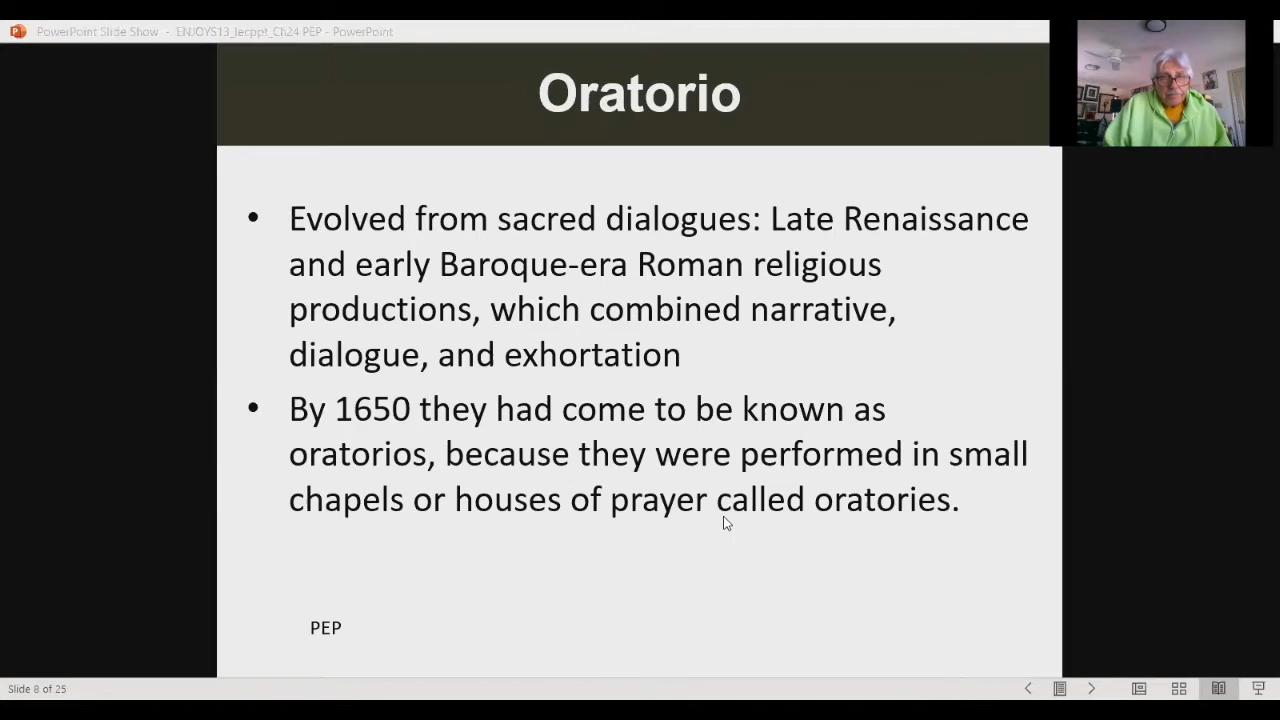 PowerPoint Slide Show - ENJOYS13_lecppt_Ch24 PEP - PowerPoint
Oratorio
• Evolved from sacred dialogues: Late Renaissance
and early Baroque-era Roman religious
productions, which combined narrative,
dialogue, and exhortation
• By 1650 they had come to be known as
oratorios, because they were performed in small
chapels or houses of prayer called oratories.
PEP
Slide 8 of 25